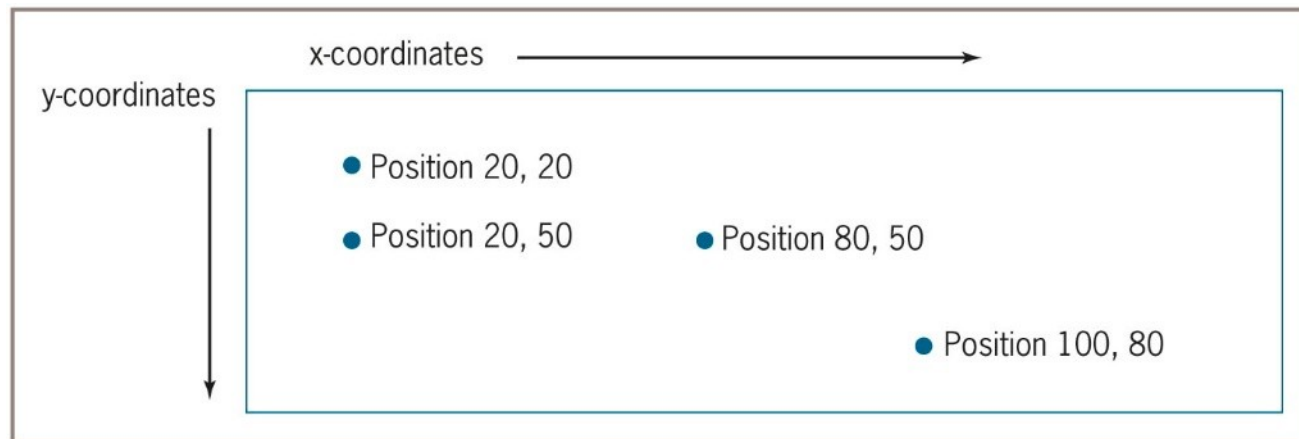 x-coordinates
y-coordinates
Position 20, 20
Position 20, 50
Position 80, 50
Position 100, 80